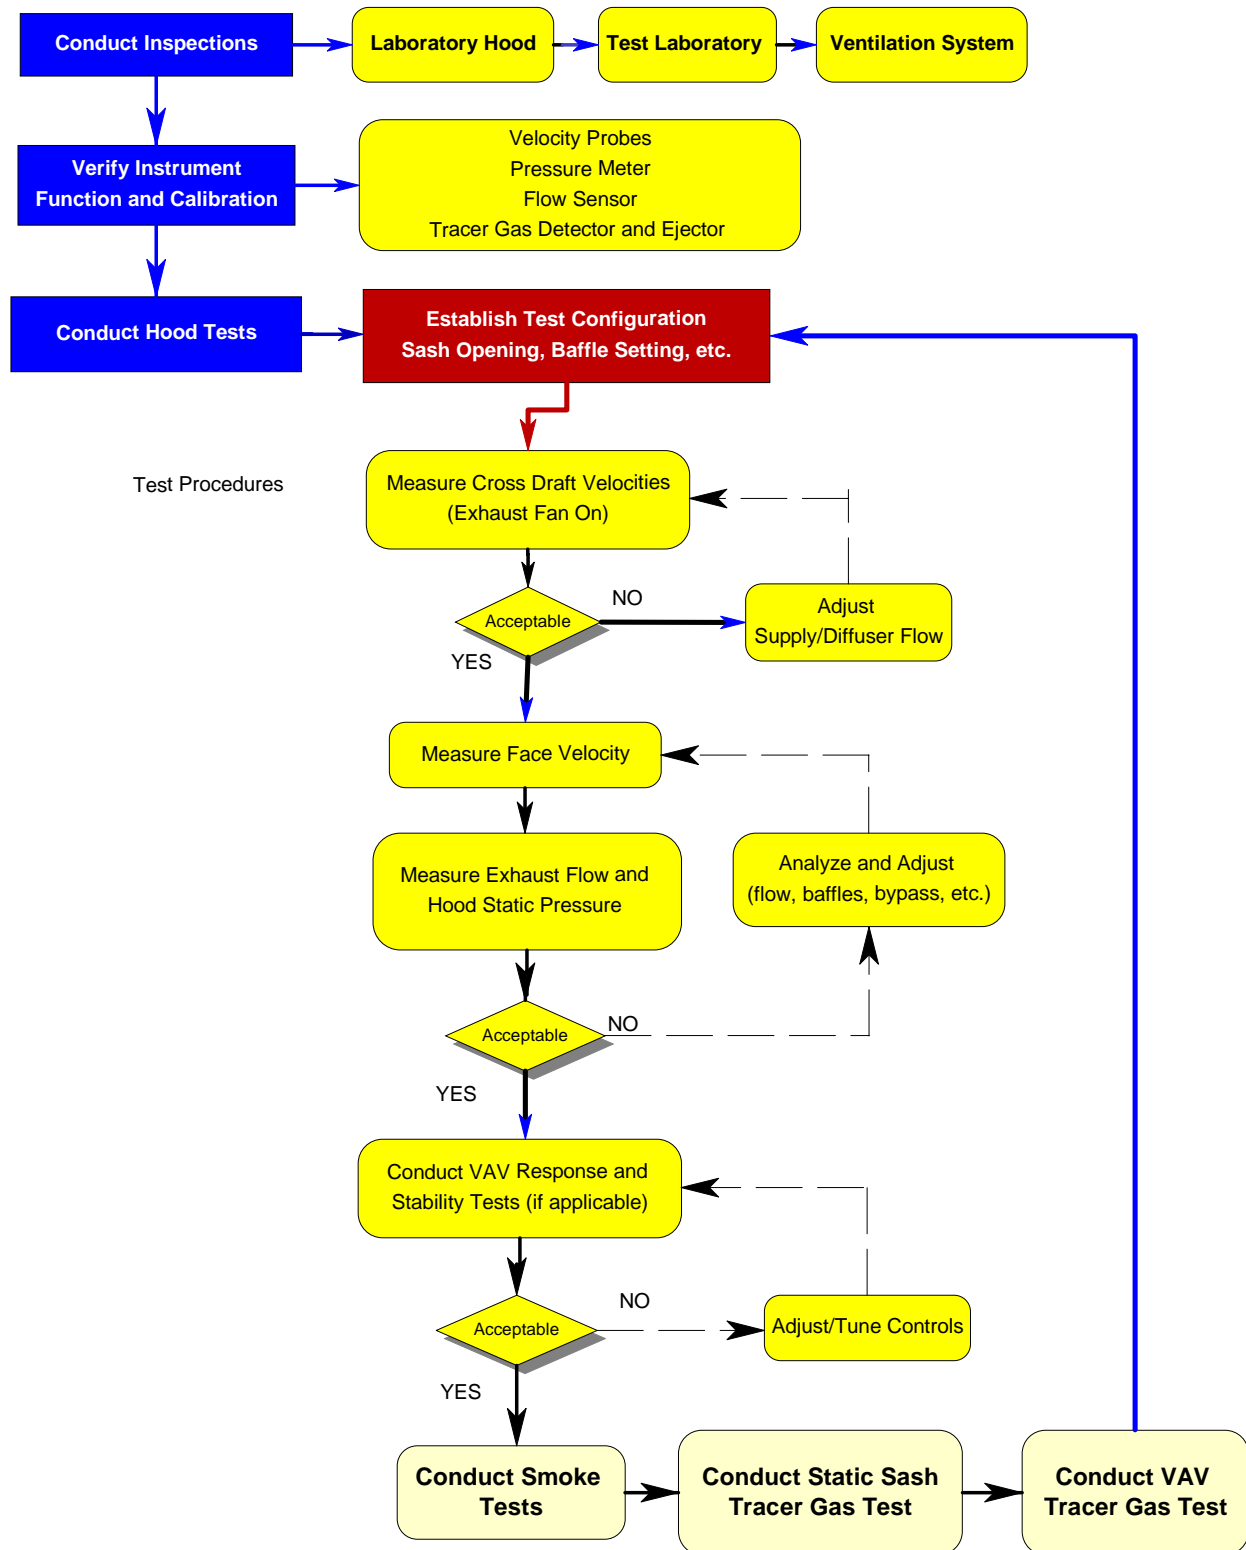 Conduct Inspections
Laboratory Hood
Test Laboratory
Ventilation System
Verify Instrument
Function and Calibration
Velocity Probes
Pressure Meter
Flow Sensor
Tracer Gas Detector and Ejector
Conduct Hood Tests
Establish Test Configuration
Sash Opening, Baffle Setting, etc.
Test Procedures
Measure Cross Draft Velocities
(Exhaust Fan On)
Acceptable
NO
Adjust
Supply/Diffuser Flow
YES
Measure Face Velocity
Measure Exhaust Flow and
Hood Static Pressure
Analyze and Adjust
(flow, baffles, bypass, etc.)
Acceptable
NO
YES
Conduct VAV Response and
Stability Tests (if applicable)
Acceptable
NO
Adjust/Tune Controls
YES
Conduct Smoke
Tests
Conduct Static Sash
Tracer Gas Test
Conduct VAV
Tracer Gas Test